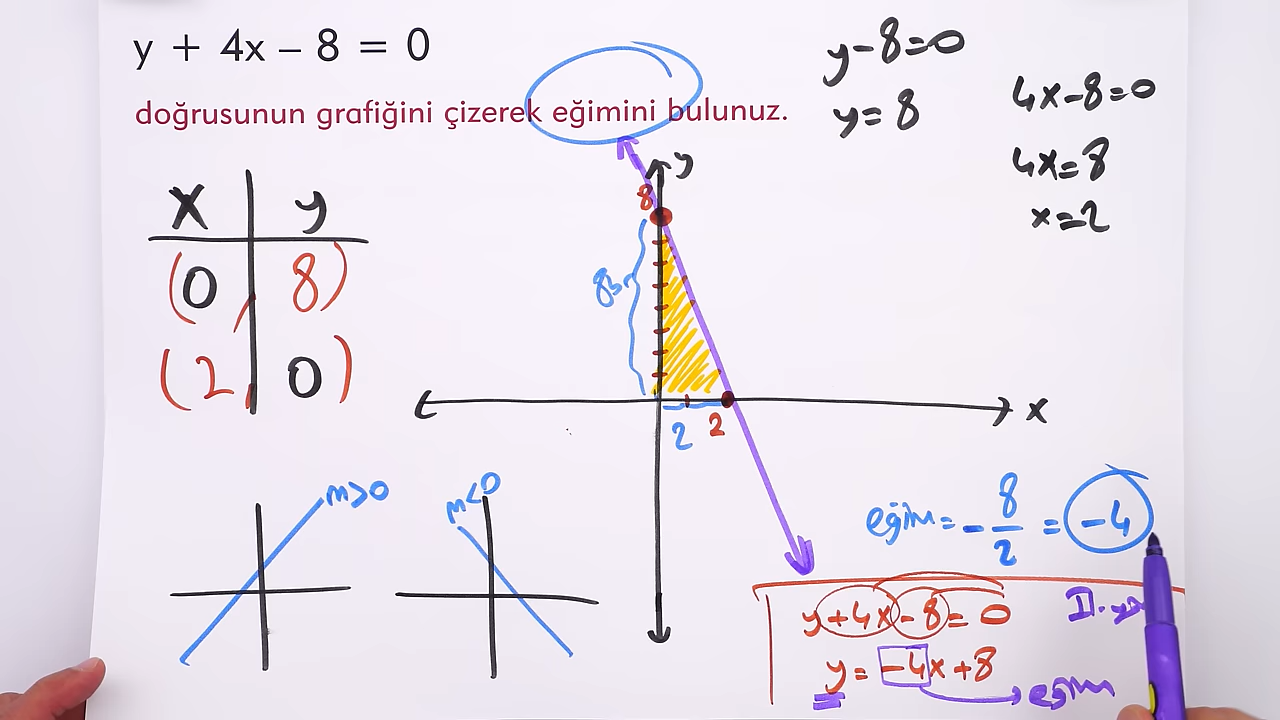 y + 4x – 8 = 0
doğrusunun grafiğini çizerek eğimini bulunuz.
y-8=0
y=8
4x-8=0
4x=8
x=2
x y
(0, 8)
(2, 0)
y
8
8br
x
2 2
m>0
m<0
eğim = - 8/2 = -4
y+4x-8=0
II.
y = -4x+8
eğim